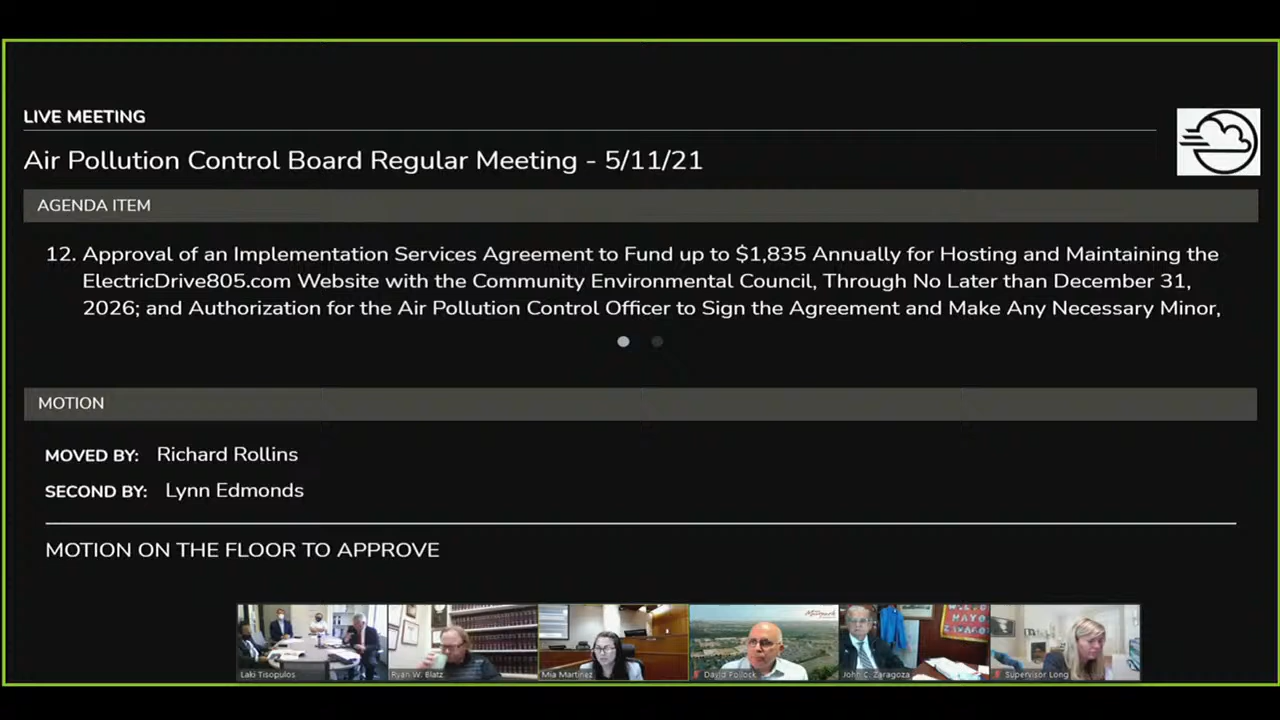 LIVE MEETING
Air Pollution Control Board Regular Meeting - 5/11/21
AGENDA ITEM
12. Approval of an Implementation Services Agreement to Fund up to $1,835 Annually for Hosting and Maintaining the
ElectricDrive805.com Website with the Community Environmental Council, Through No Later than December 31,
2026; and Authorization for the Air Pollution Control Officer to Sign the Agreement and Make Any Necessary Minor,
MOTION
MOVED BY: Richard Rollins
SECOND BY: Lynn Edmonds
MOTION ON THE FLOOR TO APPROVE
Laki Tisopulos
Ryan W. Blatz
Mia Martinez
David Pollock
John C. Zaragoza
Supervisor Long